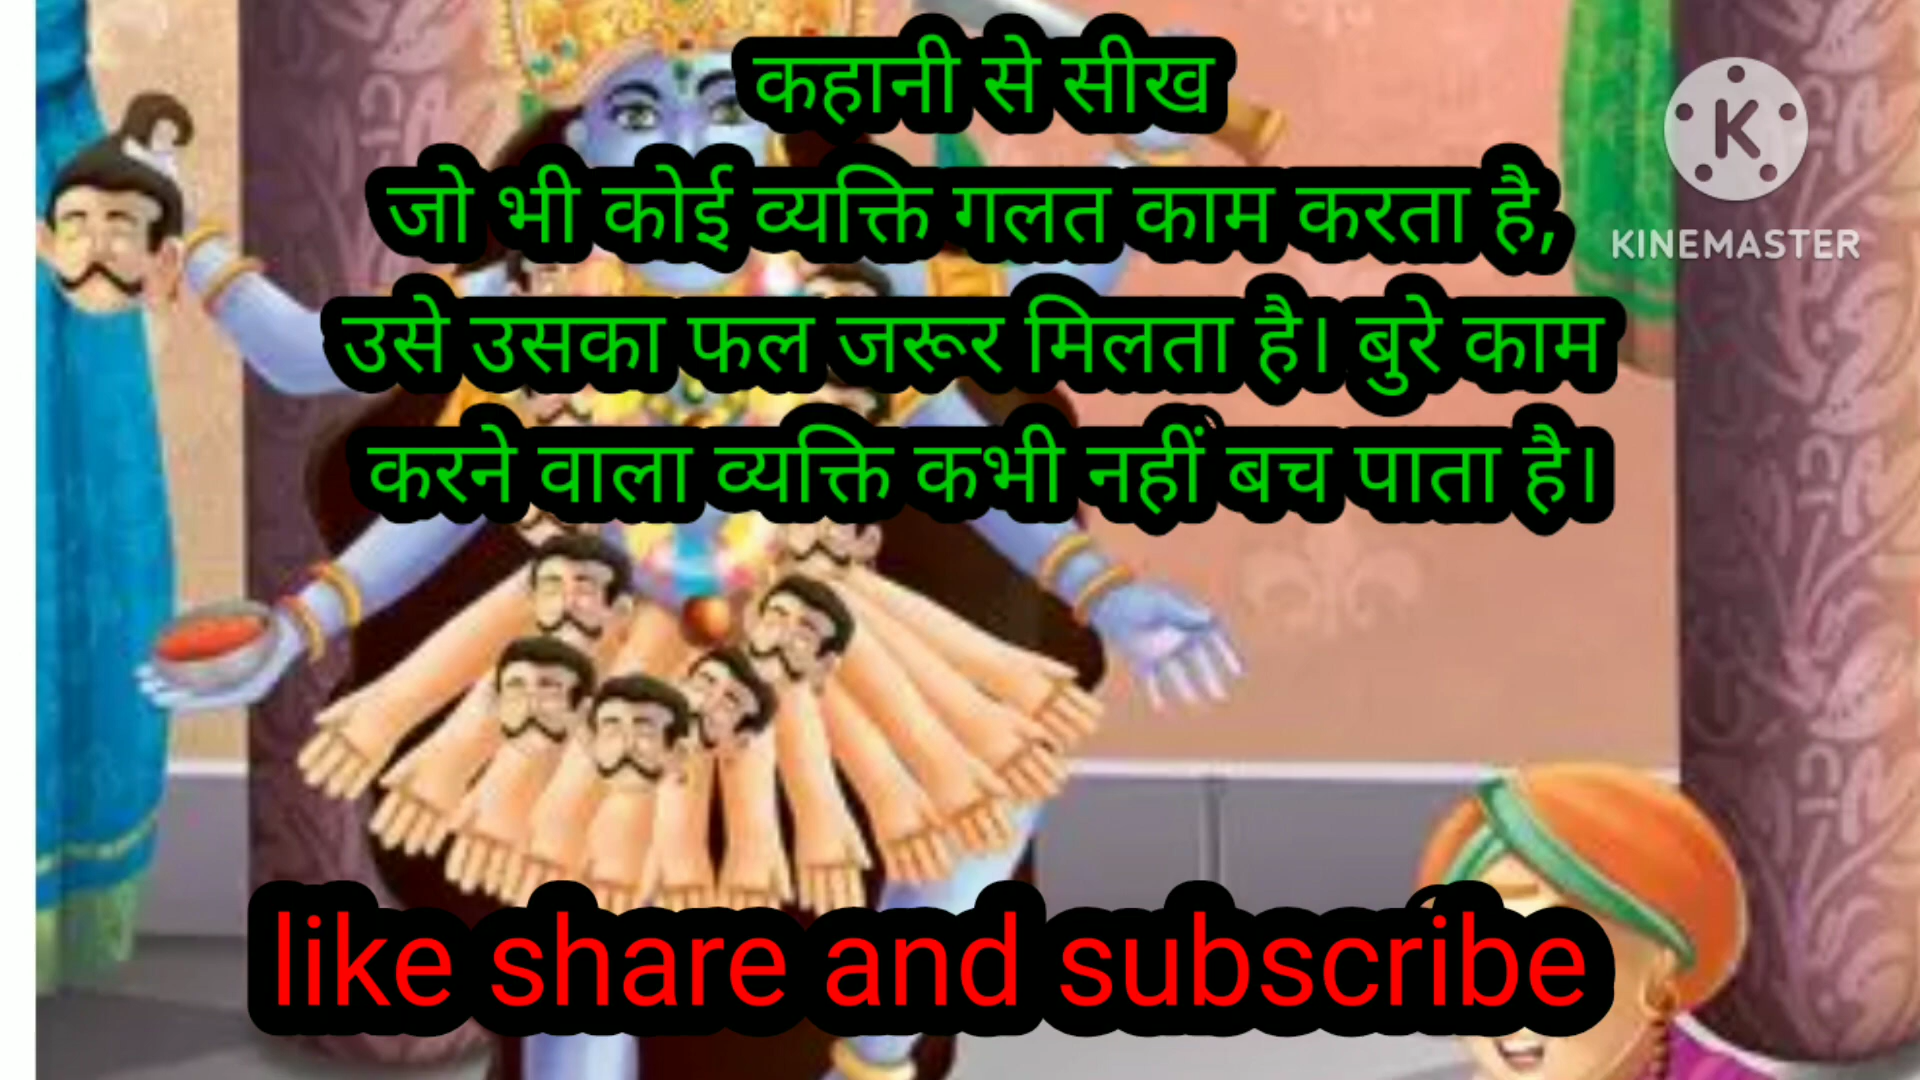 कहानी से सीख
जो भी कोई व्यक्ति गलत काम करता है,
उसे उसका फल जरूर मिलता है। बुरे काम
करने वाला व्यक्ति कभी नहीं बच पाता है।
K
KINEMASTER
like share and subscribe